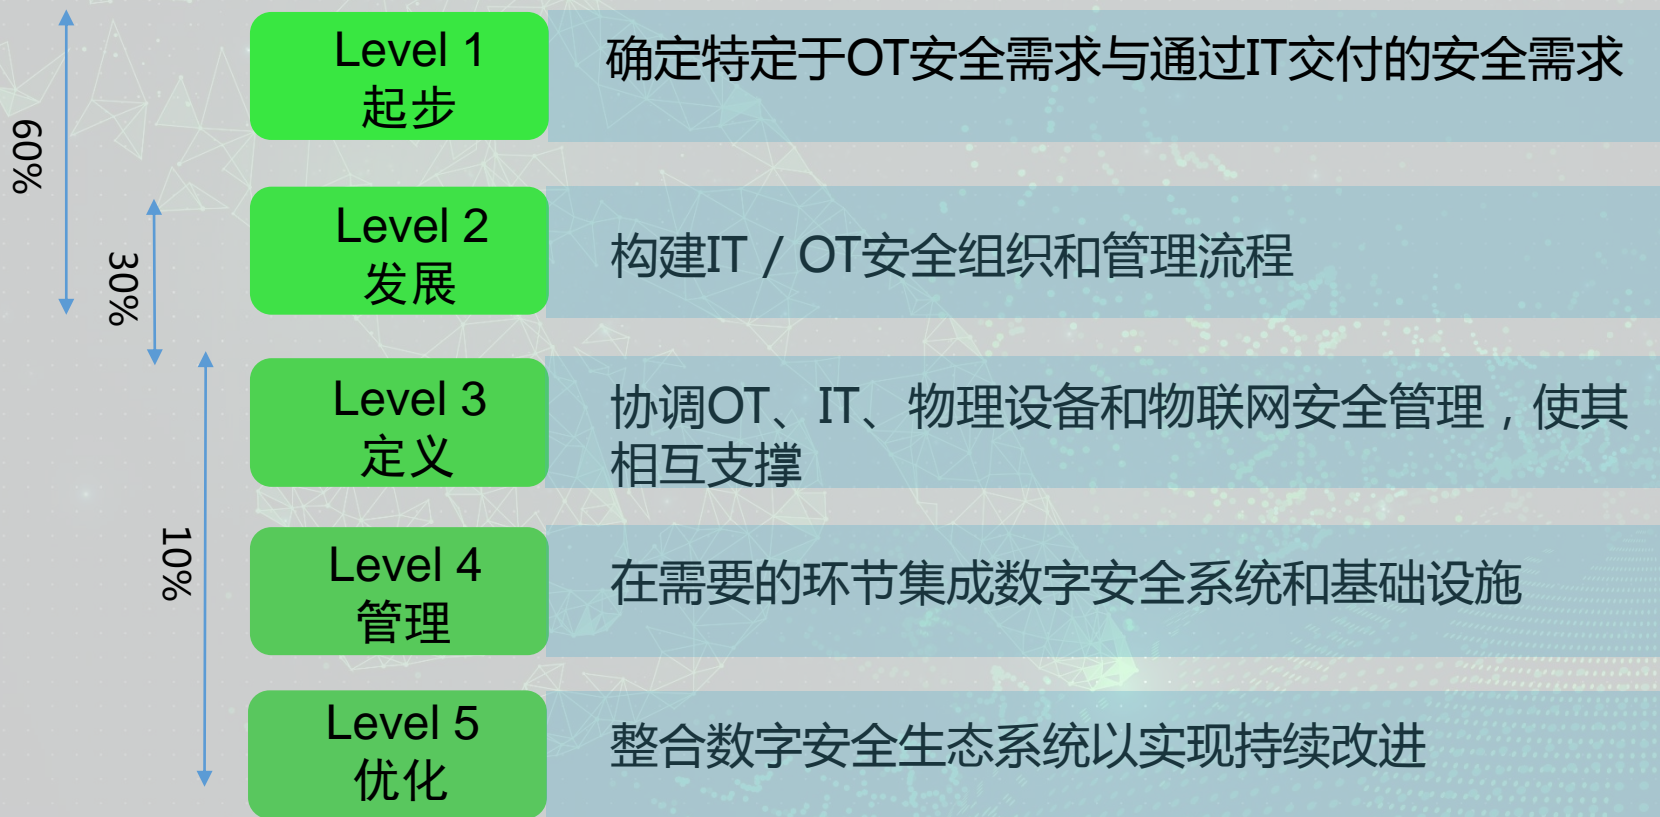 60%
30%
10%
Level 1
起步
确定特定于OT安全需求与通过IT交付的安全需求
Level 2
发展
构建IT / OT安全组织和管理流程
Level 3
定义
协调OT、IT、物理设备和物联网安全管理，使其
相互支撑
Level 4
管理
在需要的环节集成数字安全系统和基础设施
Level 5
优化
整合数字安全生态系统以实现持续改进